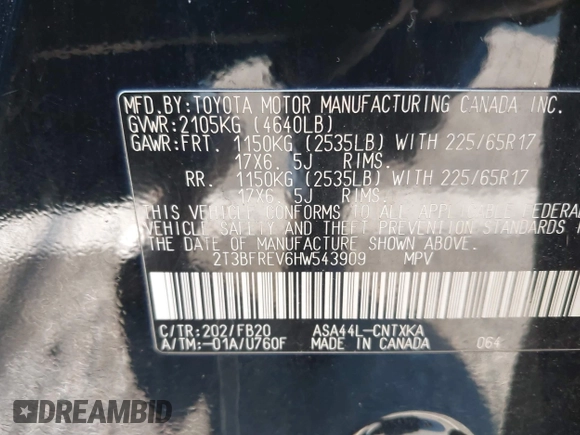 MFD.BY:TOYOTA MOTOR MANUFACTURING CANADA INC.
GVWR:2105KG (4640LB)
GAWR:FRT. 1150KG (2535LB) WITH 225/65R17
17X6. 5J RIMS.
RR. 1150KG (2535LB) WITH 225/65R17
17X6. 5J RIMS.
THIS VEHICLE CONFORMS TO ALL APPLICABLE FEDERAL
VEHICLE SAFETY AND THEFT PREVENTION STANDARDS
THE DATE OF MANUFACTURE SHOWN ABOVE.
2T3BFREV6HW543909 MPV
C/TR:202/FB20 ASA44L-CNTXKA
A/TM:-01A/U760F MADE IN CANADA 064
DREAMBID